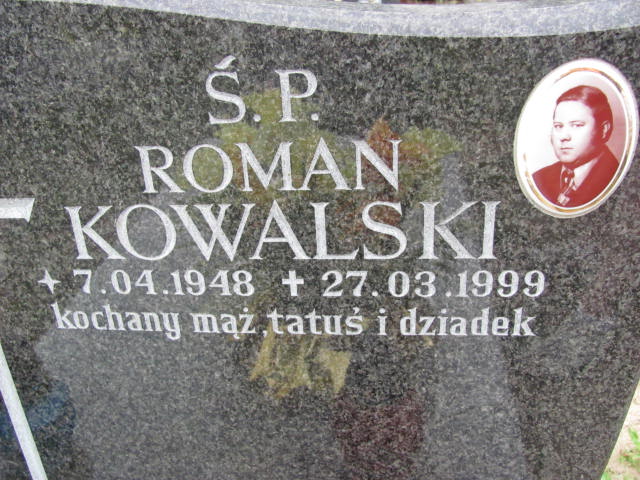 Ś.P.
ROMAN
KOWALSKI
7.04.1948 ✝ 27.03.1999
kochany mąż, tatuś i dziadek